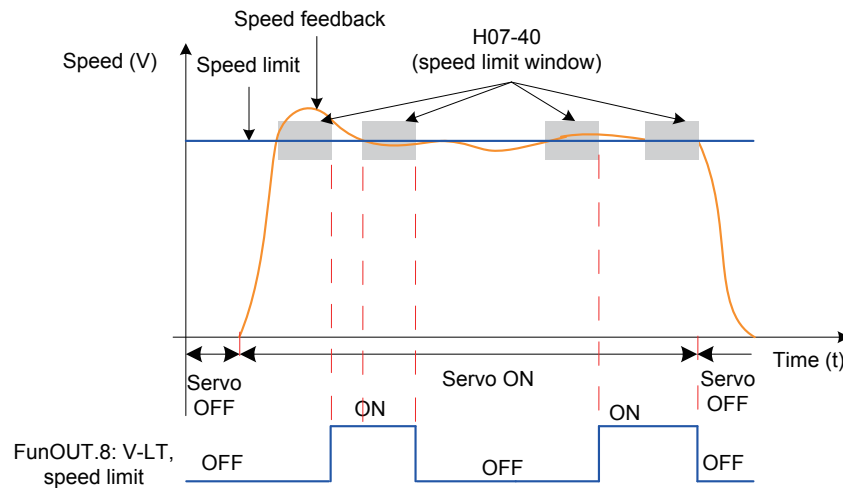 Speed feedback
H07-40
(speed limit window)
Speed (V)
Speed limit
Time (t)
Servo
OFF
Servo ON
Servo
OFF
ON
ON
FunOUT.8: V-LT,
speed limit
OFF
OFF
OFF